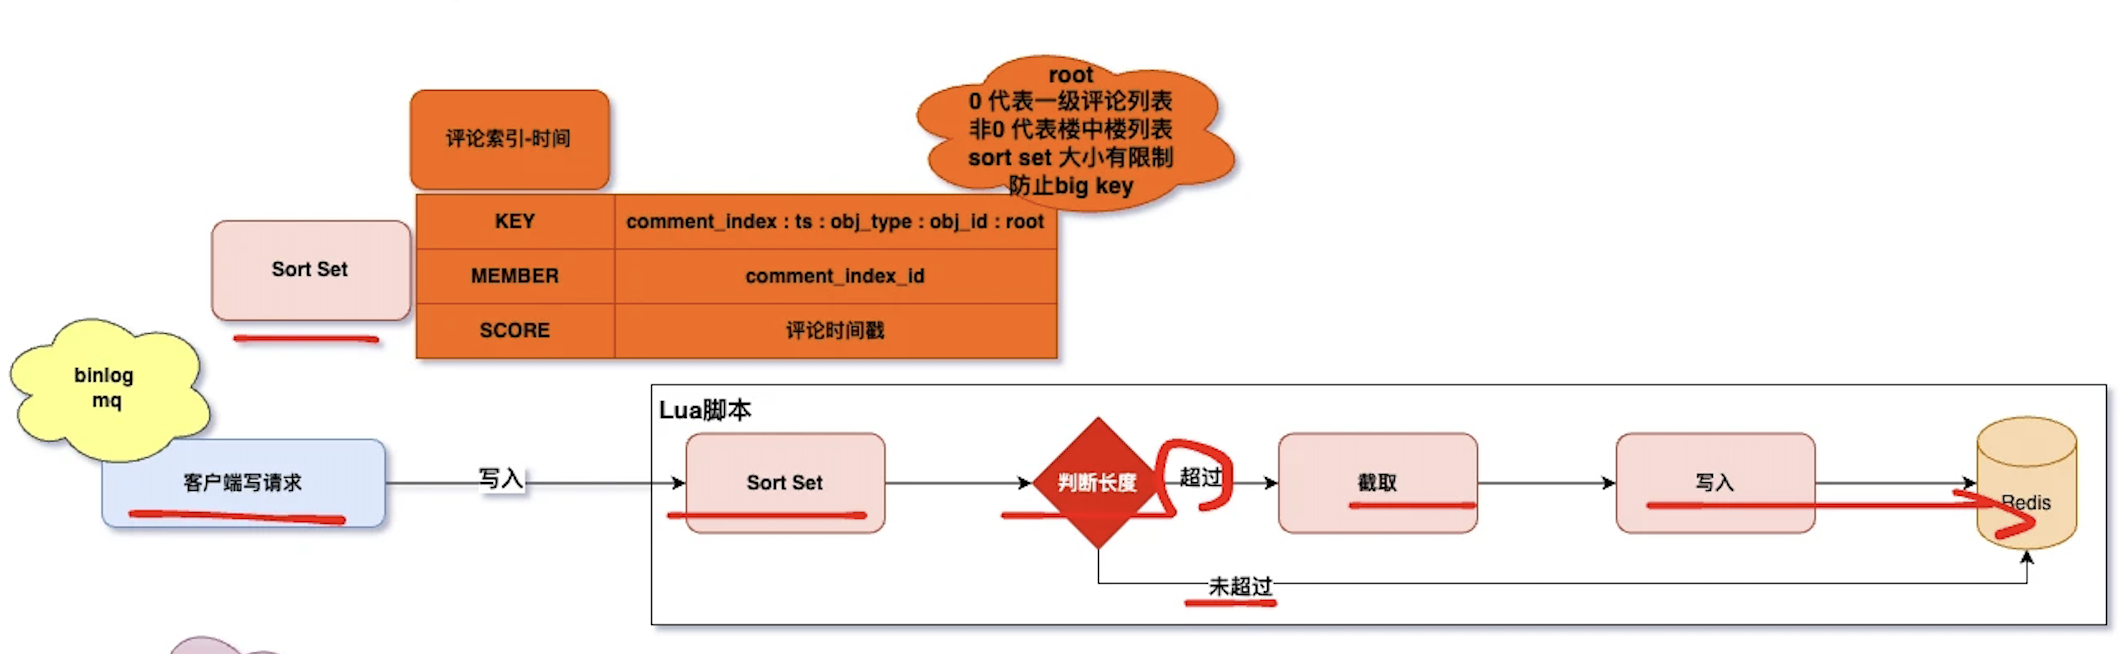 root
0 代表一级评论列表
非0 代表楼中楼列表
sort set 大小有限制
防止big key
评论索引-时间
KEY
comment_index : ts : obj_type : obj_id : root
Sort Set
MEMBER
comment_index_id
SCORE
评论时间戳
binlog
mq
Lua脚本
客户端写请求
写入
Sort Set
判断长度
超过
截取
写入
Redis
未超过